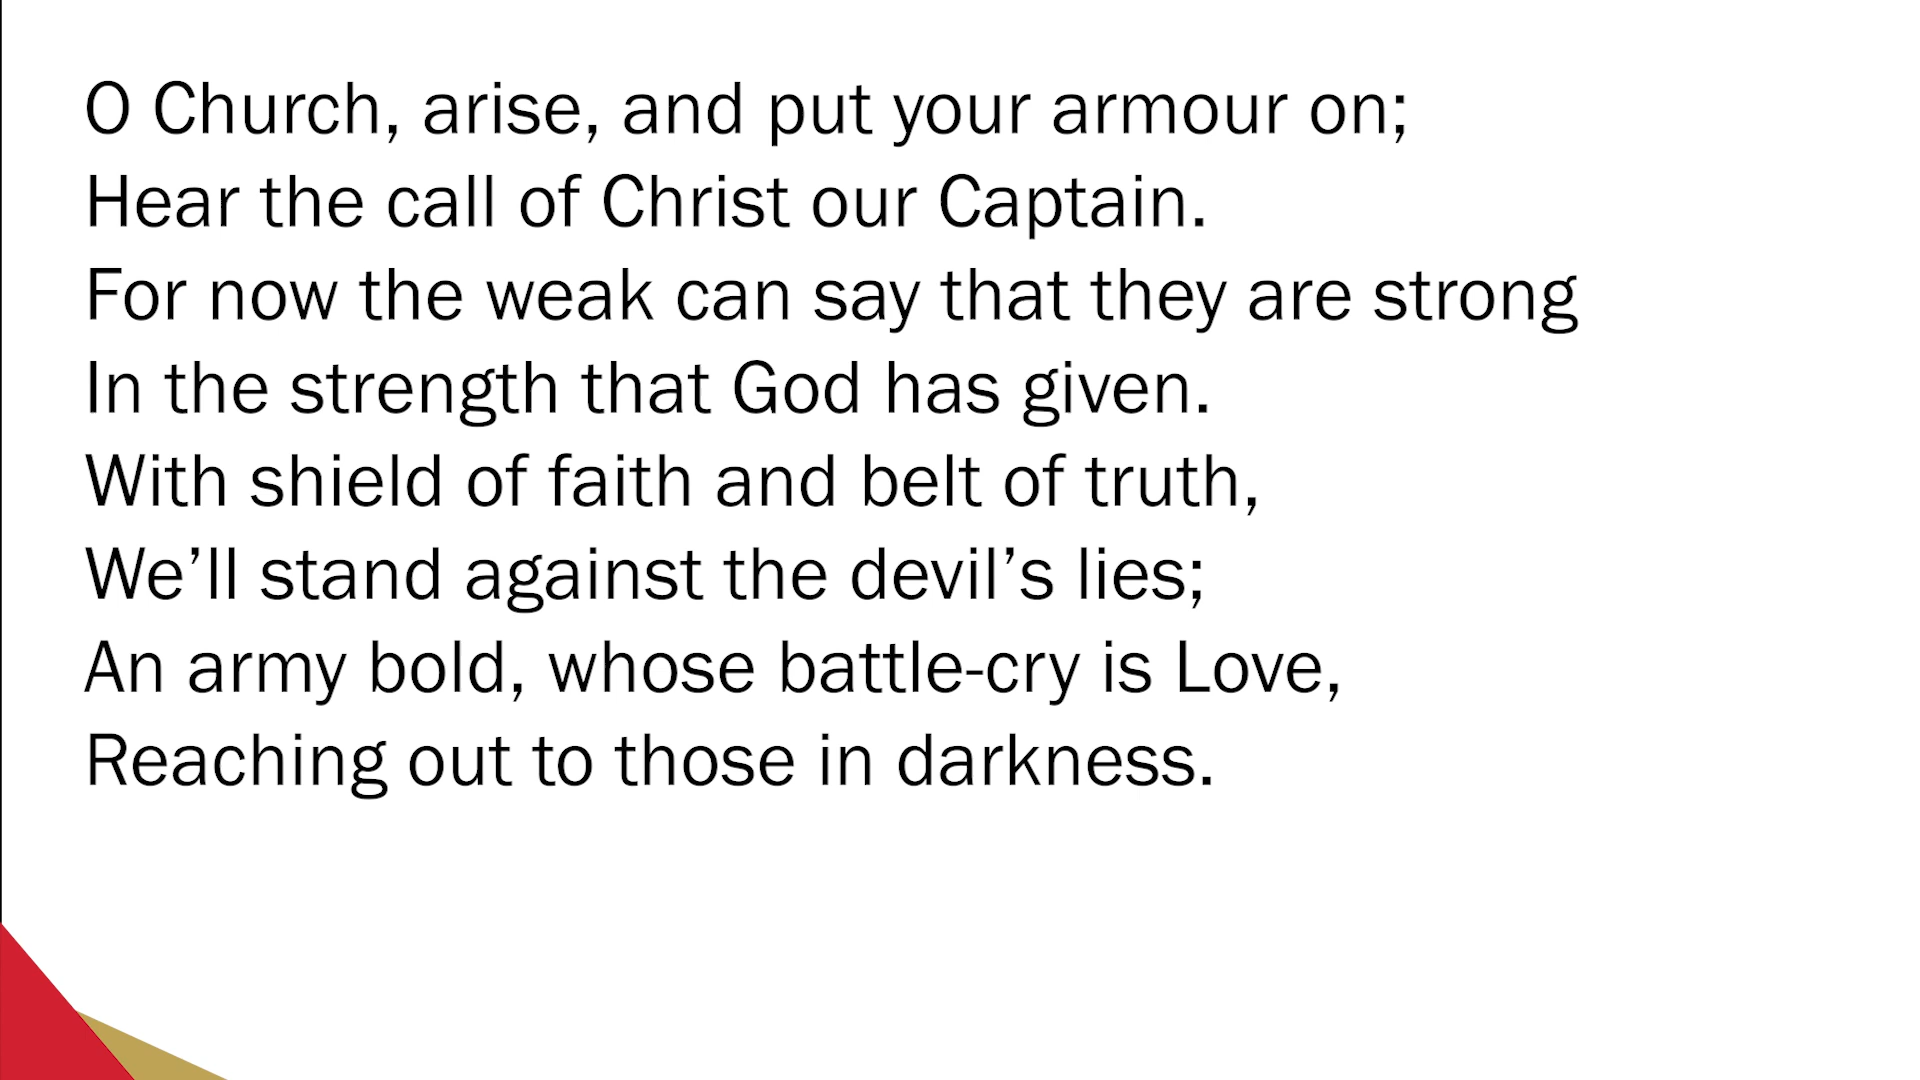 O Church, arise, and put your armour on;
Hear the call of Christ our Captain.
For now the weak can say that they are strong
In the strength that God has given.
With shield of faith and belt of truth,
We’ll stand against the devil’s lies;
An army bold, whose battle-cry is Love,
Reaching out to those in darkness.